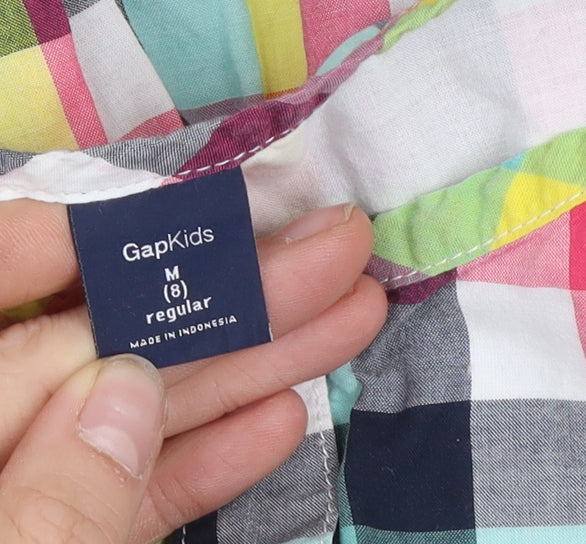 GapKids
M
(8)
regular
MADE IN INDONESIA